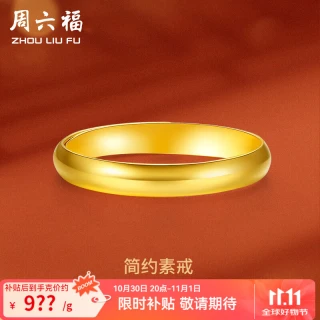 周六福
ZHOU LIU FU
简约素戒
补贴后到手克价约
¥ 9?? /g
BOOM
10月30日 20点-11月1日
限时补贴 敬请期待
11.11
全球好物节